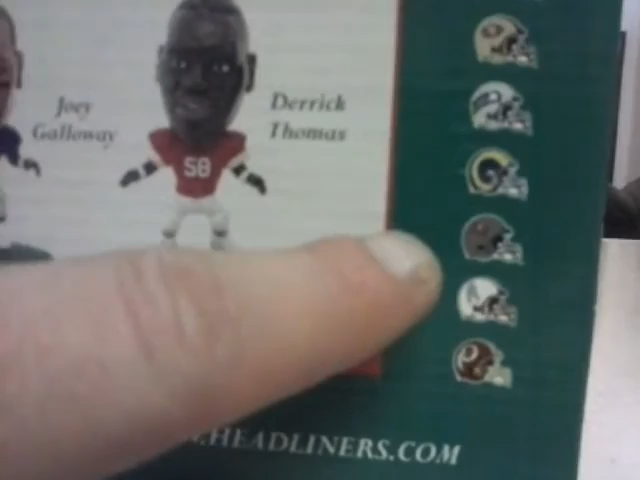 Joey
Galloway
Derrick
Thomas
58
.HEADLINERS.COM